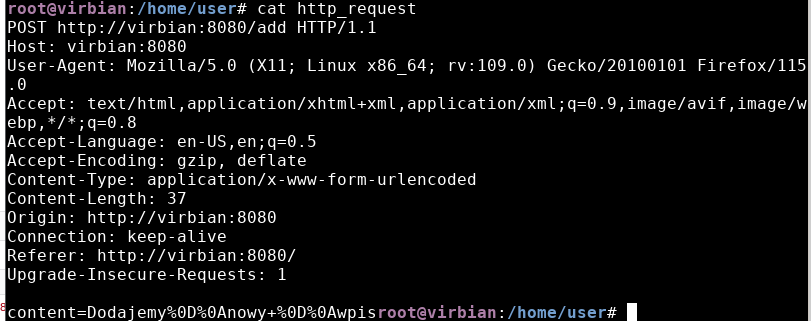 root@virbian:/home/user# cat http_request
POST http://virbian:8080/add HTTP/1.1
Host: virbian:8080
User-Agent: Mozilla/5.0 (X11; Linux x86_64; rv:109.0) Gecko/20100101 Firefox/115
.0
Accept: text/html,application/xhtml+xml,application/xml;q=0.9,image/avif,image/w
ebp,*/*;q=0.8
Accept-Language: en-US,en;q=0.5
Accept-Encoding: gzip, deflate
Content-Type: application/x-www-form-urlencoded
Content-Length: 37
Origin: http://virbian:8080
Connection: keep-alive
Referer: http://virbian:8080/
Upgrade-Insecure-Requests: 1

8
content=Dodajemy%0D%0Anowy+%0D%0Awpisroot@virbian:/home/user#